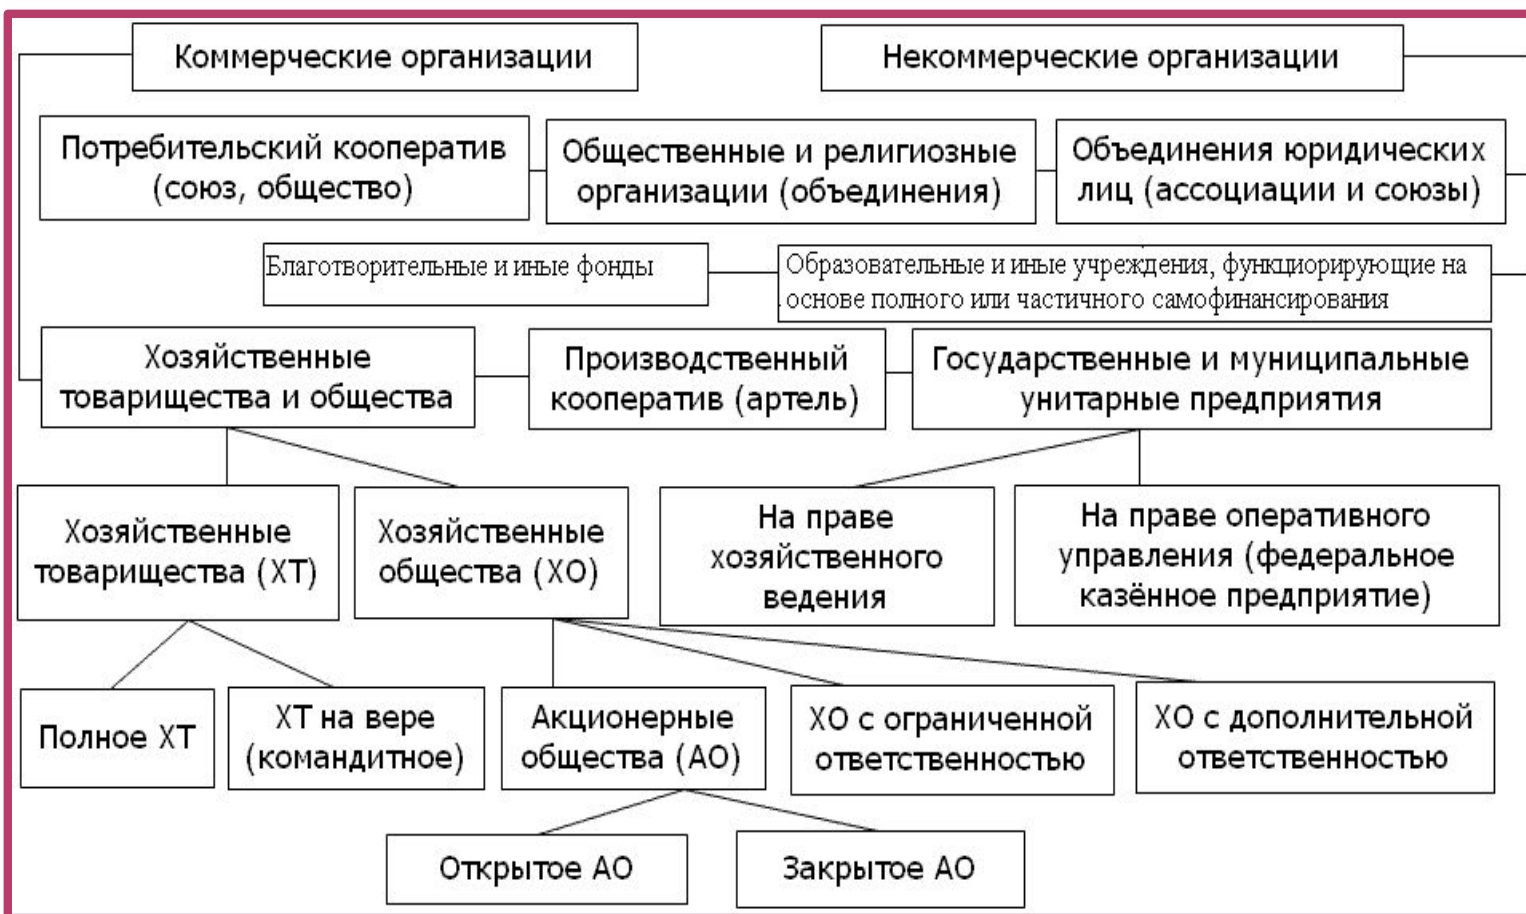 Коммерческие организации
Некоммерческие организации
Потребительский кооператив
(союз, общество)
Общественные и религиозные
организации (объединения)
Объединения юридических
лиц (ассоциации и союзы)
Благотворительные и иные фонды
Образовательные и иные учреждения, функциорирующие на
основе полного или частичного самофинансирования
Хозяйственные
товарищества и общества
Производственный
кооператив (артель)
Государственные и муниципальные
унитарные предприятия
Хозяйственные
товарищества (ХТ)
Хозяйственные
общества (ХО)
На праве
хозяйственного
ведения
На праве оперативного
управления (федеральное
казённое предприятие)
Полное ХТ
ХТ на вере
(командитное)
Акционерные
общества (АО)
ХО с ограниченной
ответственностью
ХО с дополнительной
ответственностью
Открытое АО
Закрытое АО